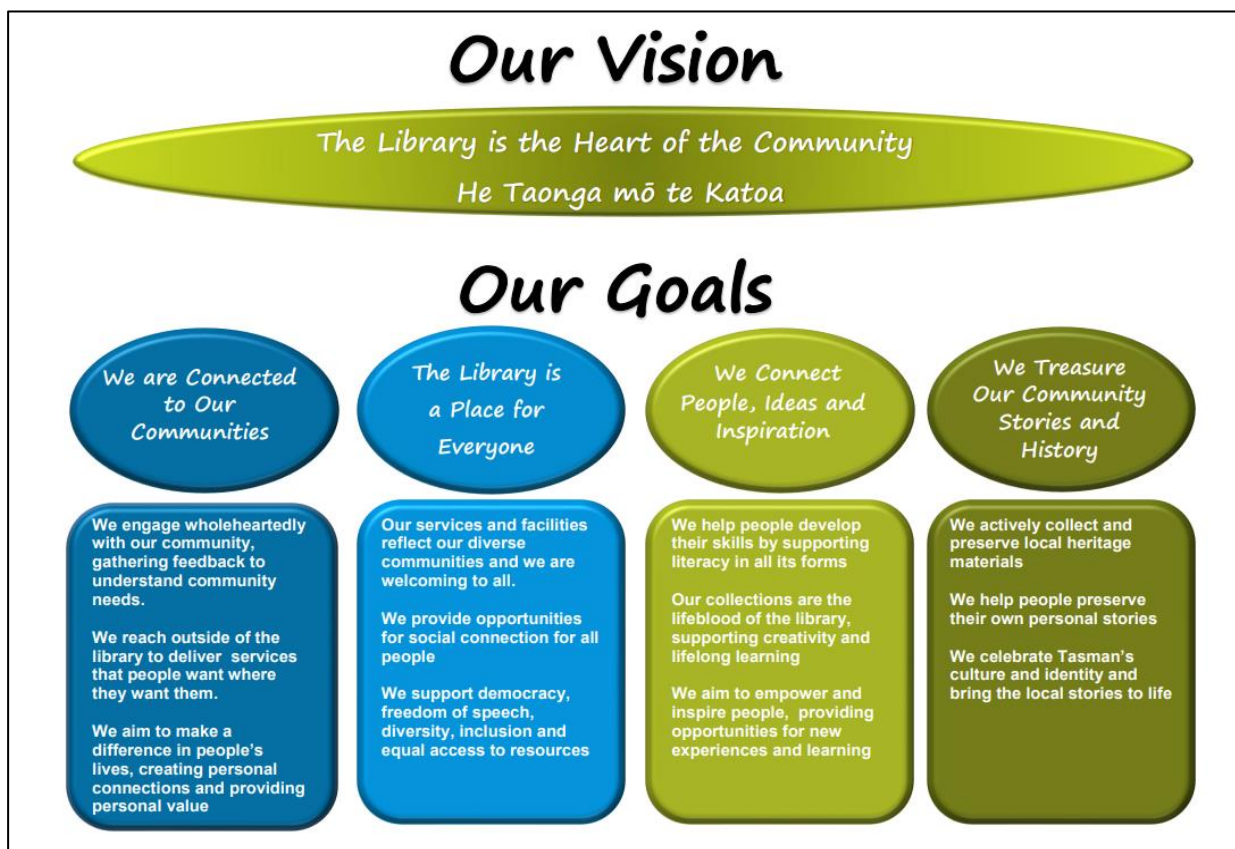 Our Vision
The Library is the Heart of the Community
He Taonga mō te Katoa
Our Goals
We are Connected
to Our
Communities
We engage wholeheartedly
with our community,
gathering feedback to
understand community
needs.
We reach outside of the
library to deliver services
that people want where
they want them.
We aim to make a
difference in people's
lives, creating personal
connections and providing
personal value
The Library is
a Place for
Everyone
Our services and facilities
reflect our diverse
communities and we are
welcoming to all.
We provide opportunities
for social connection for all
people
We support democracy,
freedom of speech,
diversity, inclusion and
equal access to resources
We Connect
People, Ideas and
Inspiration
We help people develop
their skills by supporting
literacy in all its forms
Our collections are the
lifeblood of the library,
supporting creativity and
lifelong learning
We aim to empower and
inspire people, providing
opportunities for new
experiences and learning
We Treasure
Our Community
Stories and
History
We actively collect and
preserve local heritage
materials
We help people preserve
their own personal stories
We celebrate Tasman's
culture and identity and
bring the local stories to life